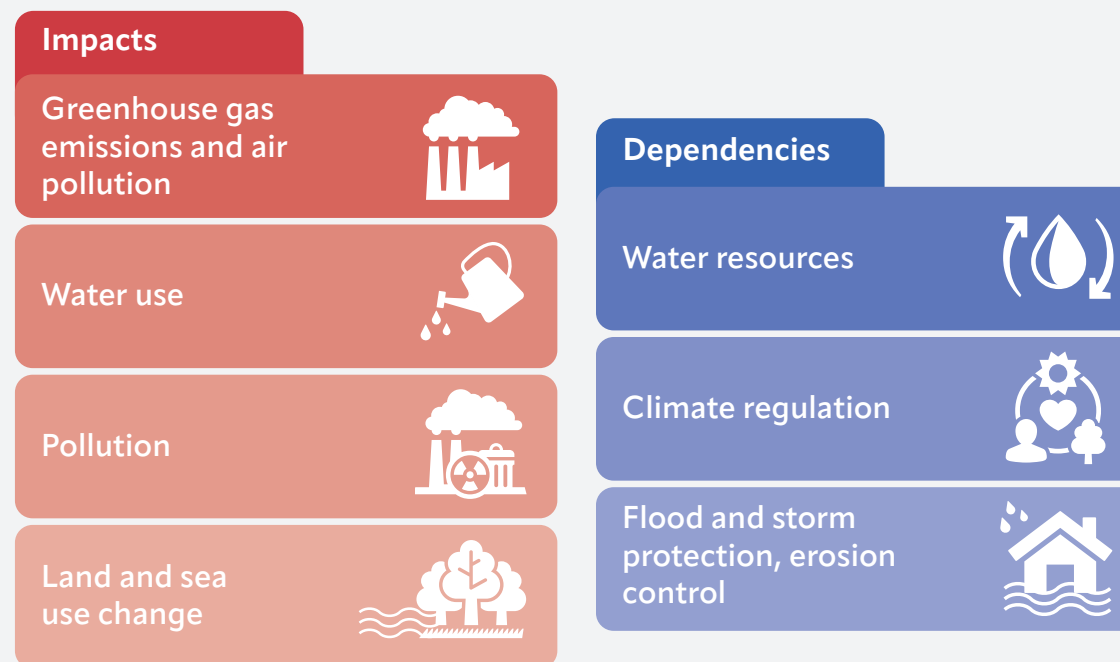 Impacts
Greenhouse gas
emissions and air
pollution
Water use
Pollution
Land and sea
use change
Dependencies
Water resources
Climate regulation
Flood and storm
protection, erosion
control